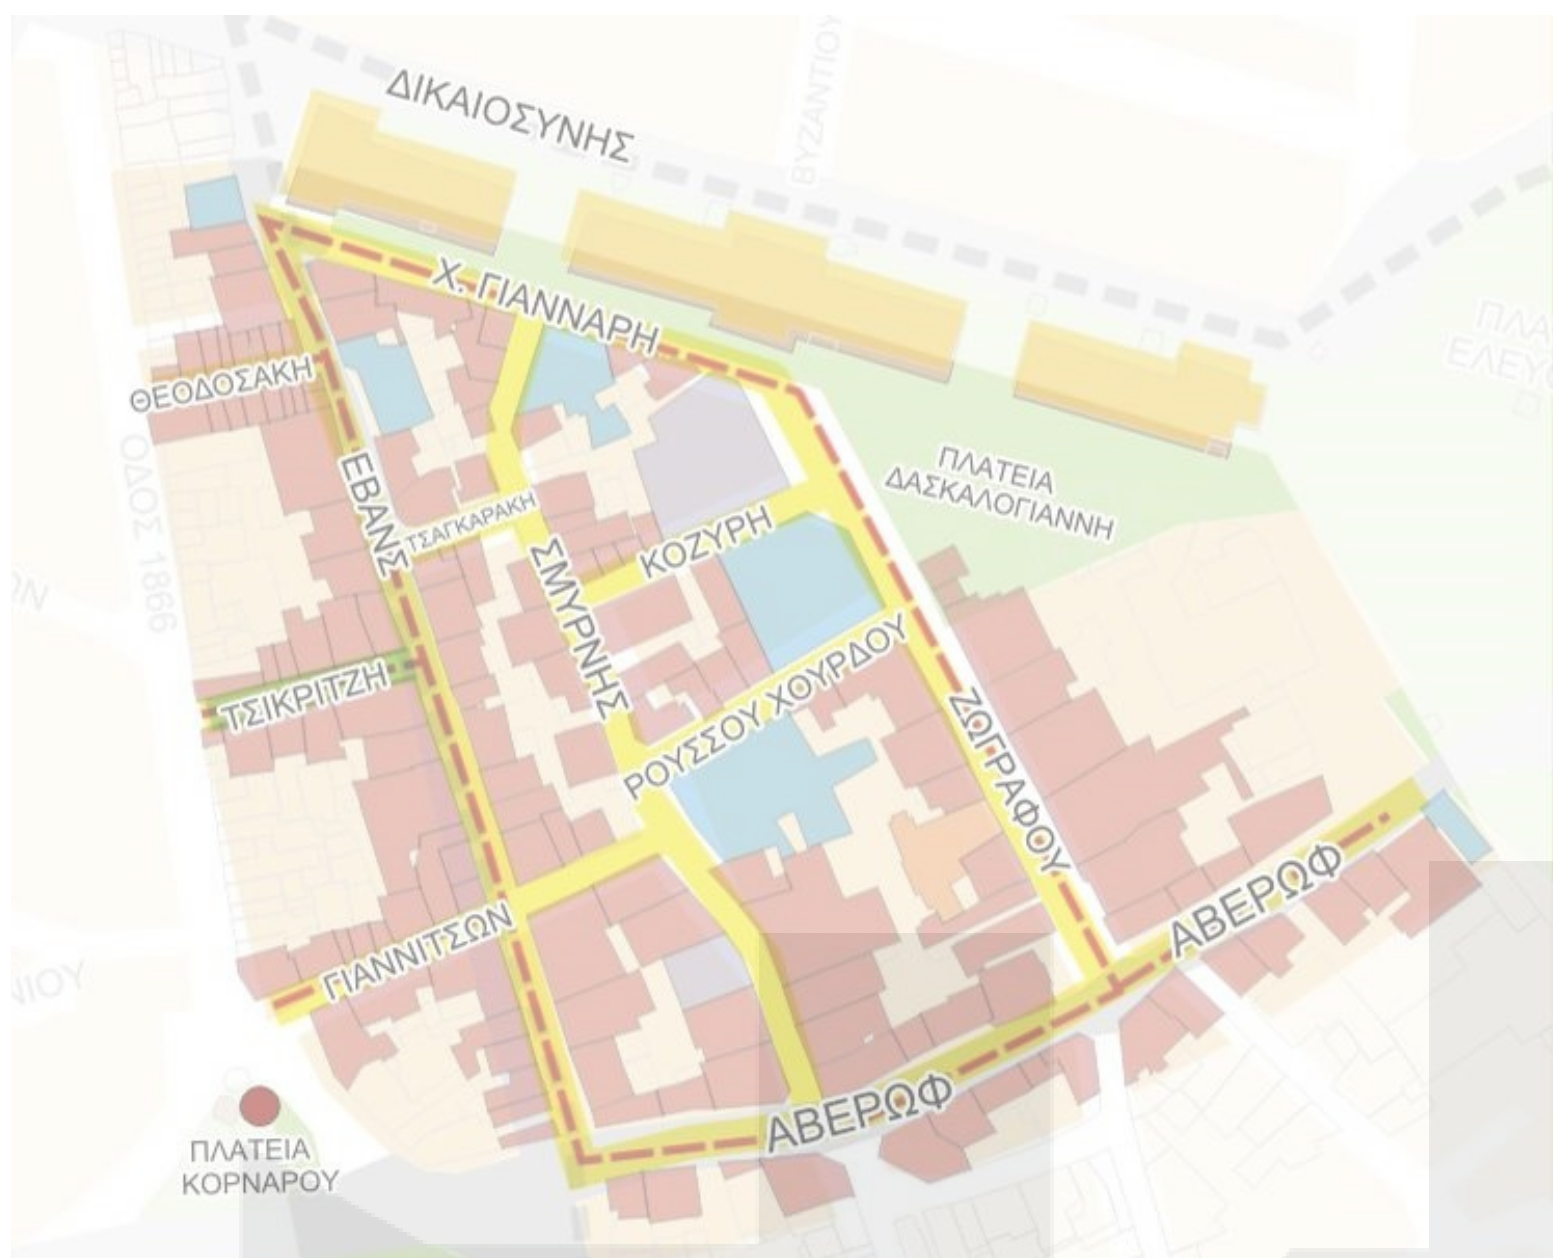 ΔΙΚΑΙΟΣΥΝΗΣ
ΒΥΖΑΝΤΙΟΥ
Χ. ΓΙΑΝΝΑΡΗ
ΘΕΟΔΟΣΑΚΗ
ΟΔΟΣ 1866
ΕΒΑΝΣ
ΤΣΑΓΚΑΡΑΚΗ
ΠΛΑΤΕΙΑ
ΔΑΣΚΑΛΟΓΙΑΝΝΗ
ΚΟΖΥΡΗ
ΣΜΥΡΝΗΣ
ΡΟΥΣΣΟΥ ΧΟΥΡΔΟΥ
ΤΣΙΚΡΙΤΖΗ
ΖΩΓΡΑΦΟΥ
ΑΒΕΡΩΦ
ΓΙΑΝΝΙΤΣΩΝ
ΑΒΕΡΩΦ
ΠΛΑΤΕΙΑ
ΚΟΡΝΑΡΟΥ